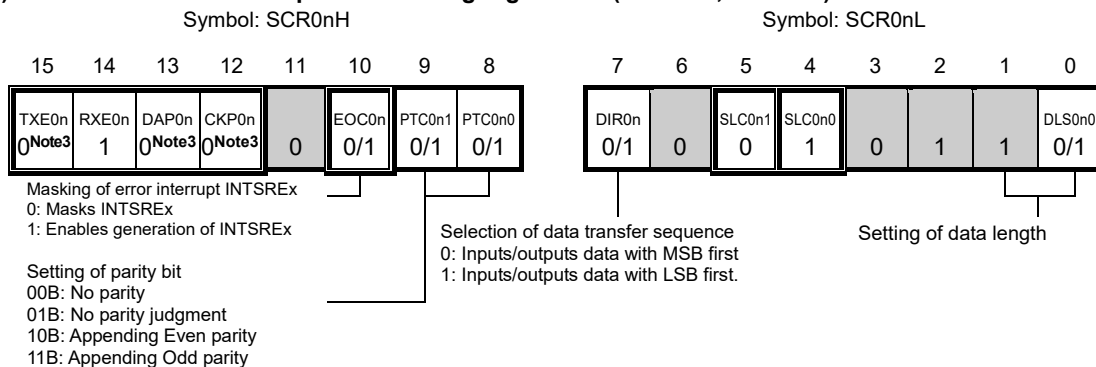 Symbol: SCR0nH Symbol: SCR0nL
15 14 13 12 11 10 9 8 7 6 5 4 3 2 1 0
TXE0n RXE0n DAP0n CKP0n EOC0n PTC0n1 PTC0n0 DIR0n SLC0n1 SLC0n0 DLS0n0
0Note3 1 0Note3 0Note3 0 0/1 0/1 0/1 0/1 0 0 1 0 1 1 0/1
Masking of error interrupt INTSREx
0: Masks INTSREx
1: Enables generation of INTSREx
Setting of parity bit
00B: No parity
01B: No parity judgment
10B: Appending Even parity
11B: Appending Odd parity
Selection of data transfer sequence
0: Inputs/outputs data with MSB first
1: Inputs/outputs data with LSB first.
Setting of data length